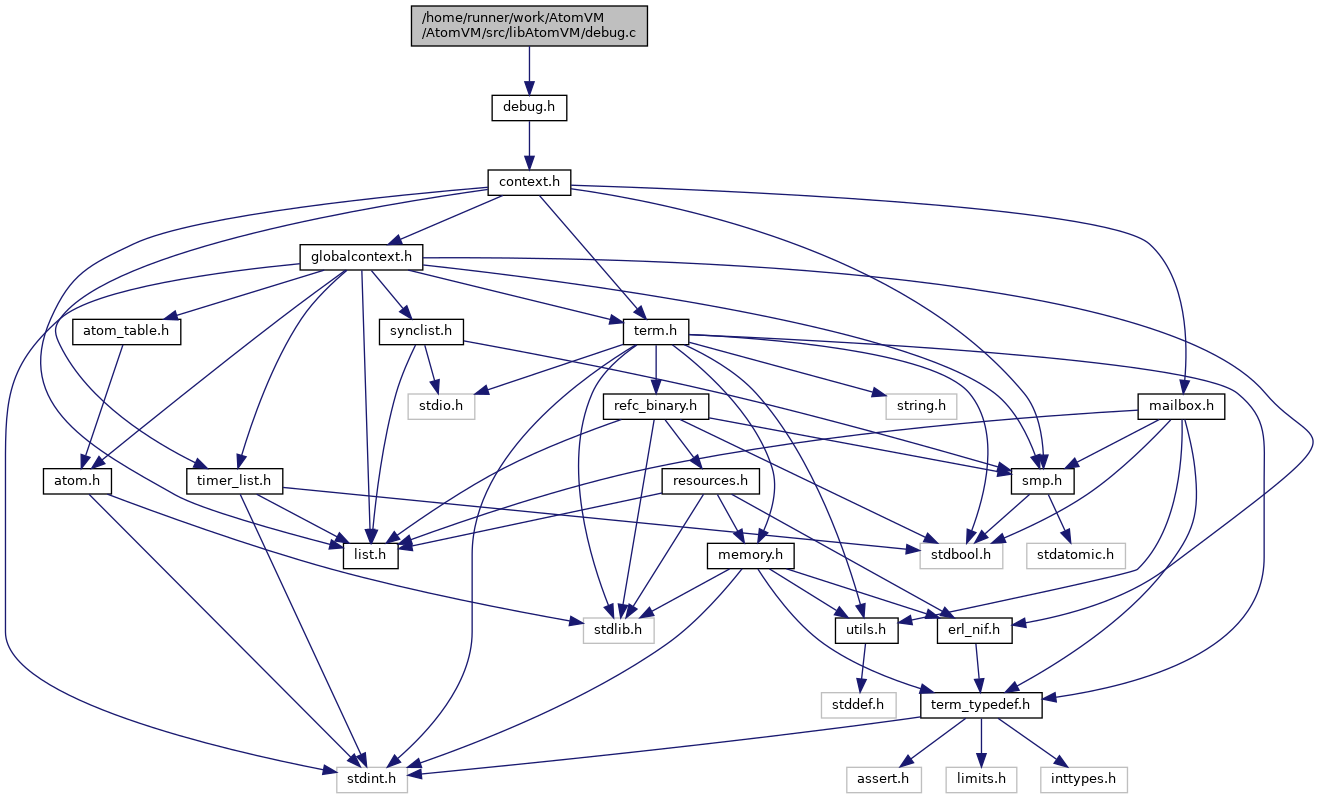 /home/runner/work/AtomVM
/AtomVM/src/libAtomVM/debug.c
debug.h
context.h
globalcontext.h
atom_table.h
synclist.h
term.h
stdio.h
refc_binary.h
string.h
mailbox.h
atom.h
timer_list.h
resources.h
smp.h
list.h
memory.h
stdbool.h
stdatomic.h
stdlib.h
utils.h
erl_nif.h
stddef.h
term_typedef.h
stdint.h
assert.h
limits.h
inttypes.h